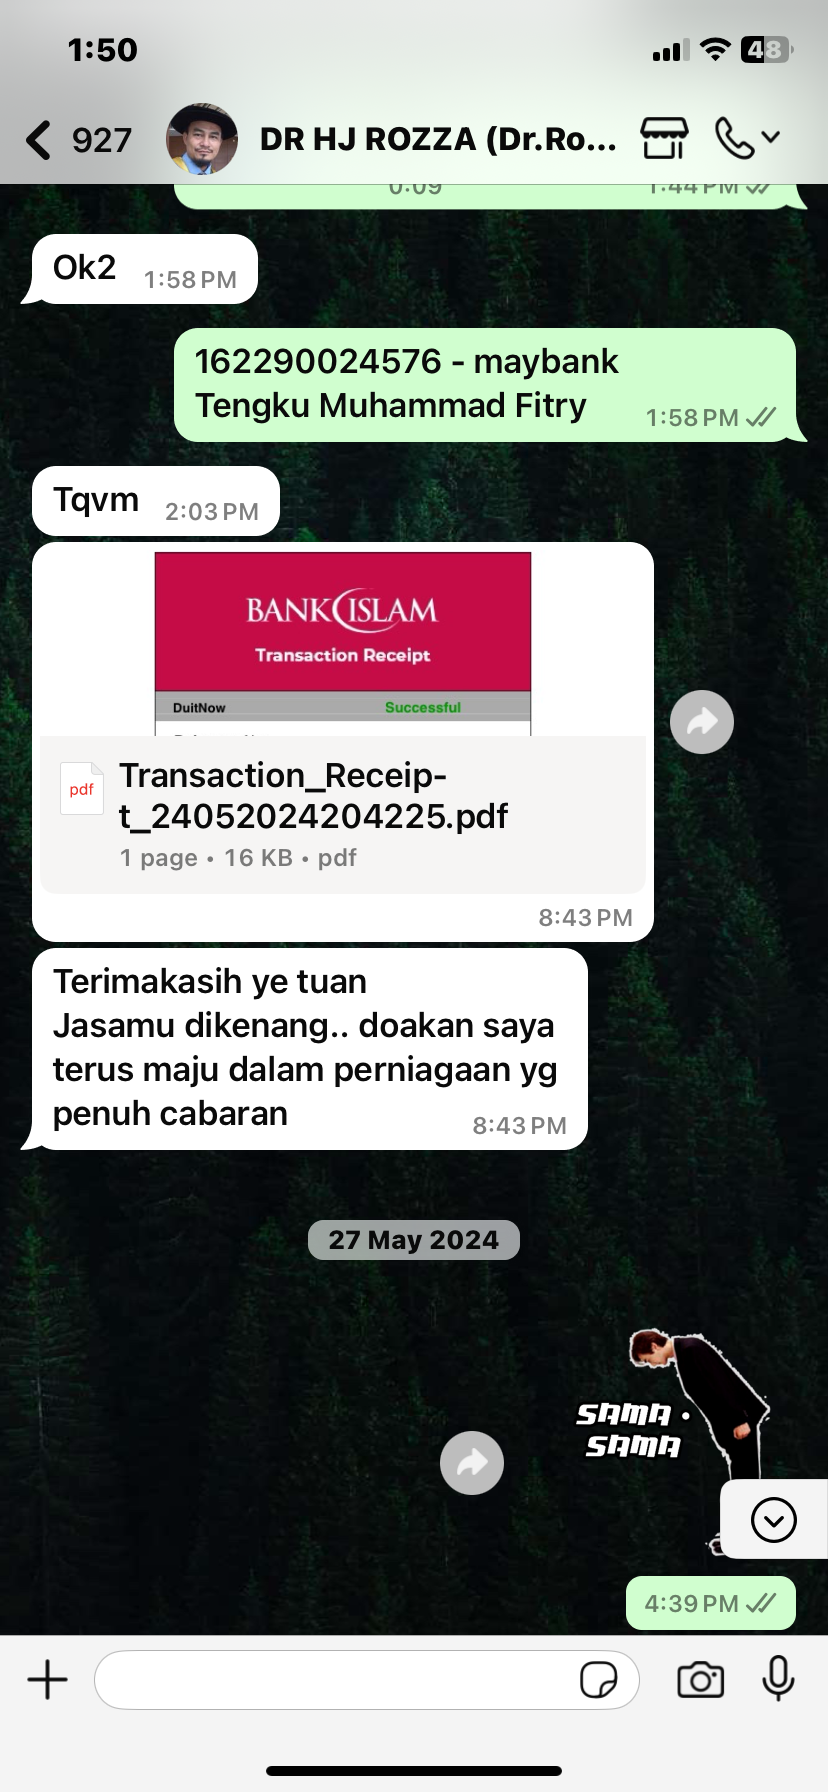 1:50
48
927
DR HJ ROZZA (Dr.Ro...
0:09
1:44 PM
Ok2
1:58 PM
162290024576 - maybank
Tengku Muhammad Fitry
1:58 PM
Tqvm
2:03 PM
BANK ISLAM
Transaction Receipt
DuitNow
Successful
pdf
Transaction_Receip-
t_24052024204225.pdf
1 page • 16 KB • pdf
8:43 PM
Terimakasih ye tuan
Jasamu dikenang.. doakan saya
terus maju dalam perniagaan yg
penuh cabaran
8:43 PM
27 May 2024
SAMA •
SAMA
4:39 PM